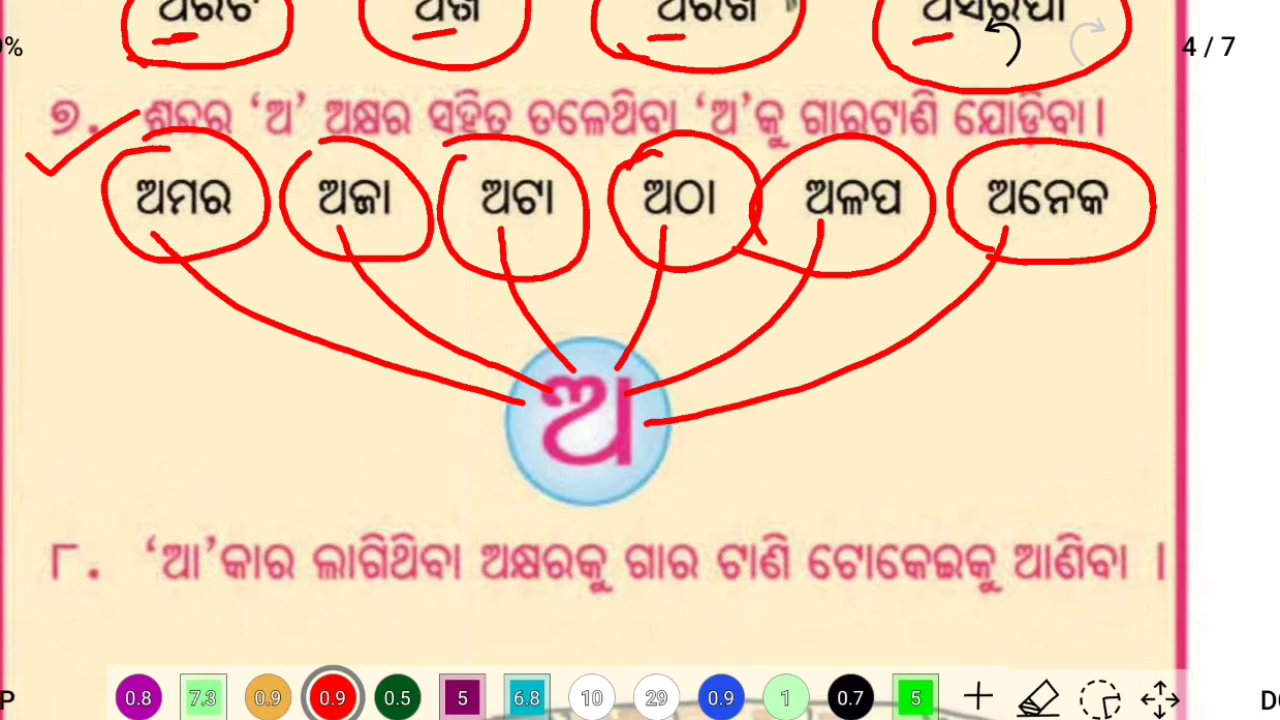 4 / 7
୭. ଶବ୍ଦର ‘ଅ’ ଅକ୍ଷର ସହିତ ତଳେଥିବା ‘ଅ’କୁ ଗାରଟାଣି ଯୋଡ଼ିବା।
ଅମର ଅଜା ଅଟା ଅଠା ଅଳପ ଅନେକ
ଅ
୮. ‘ଆ’କାର ଲାଗିଥିବା ଅକ୍ଷରକୁ ଗାର ଟାଣି ଟୋକେଇକୁ ଆଣିବା ।
0.8 7.3 0.9 0.9 0.5 5 6.8 10 29 0.9 1 0.7 5